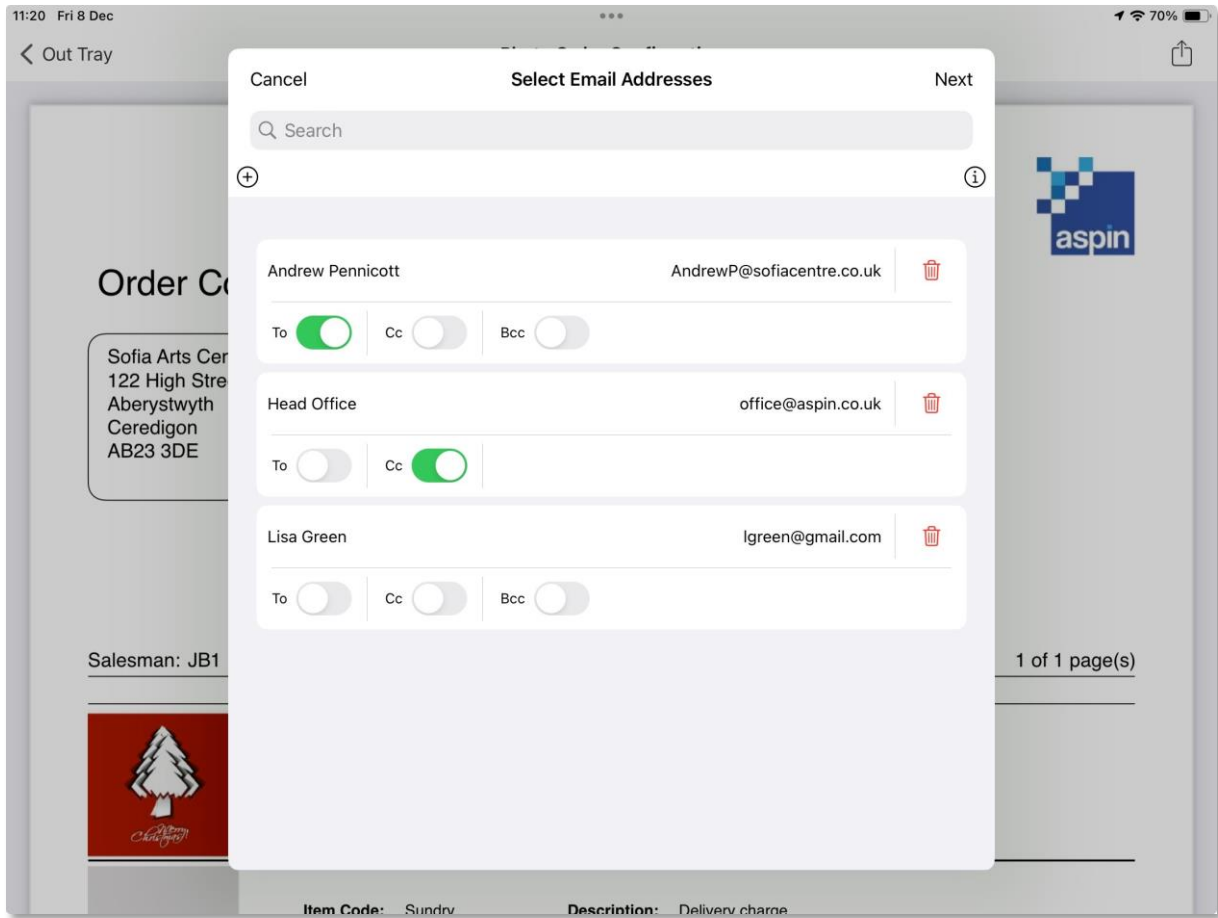 11:20 Fri 8 Dec
70%
Out Tray
Cancel
Select Email Addresses
Next
Search
aspin
Andrew Pennicott AndrewP@sofiacentre.co.uk
To Cc Bcc
Head Office office@aspin.co.uk
To Cc
Lisa Green lgreen@gmail.com
To Cc Bcc
Order Co
Sofia Arts Cer
122 High Stre
Aberystwyth
Ceredigon
AB23 3DE
Salesman: JB1
1 of 1 page(s)
Merry
Christmas
Item Code: Sundry Description: Delivery charge